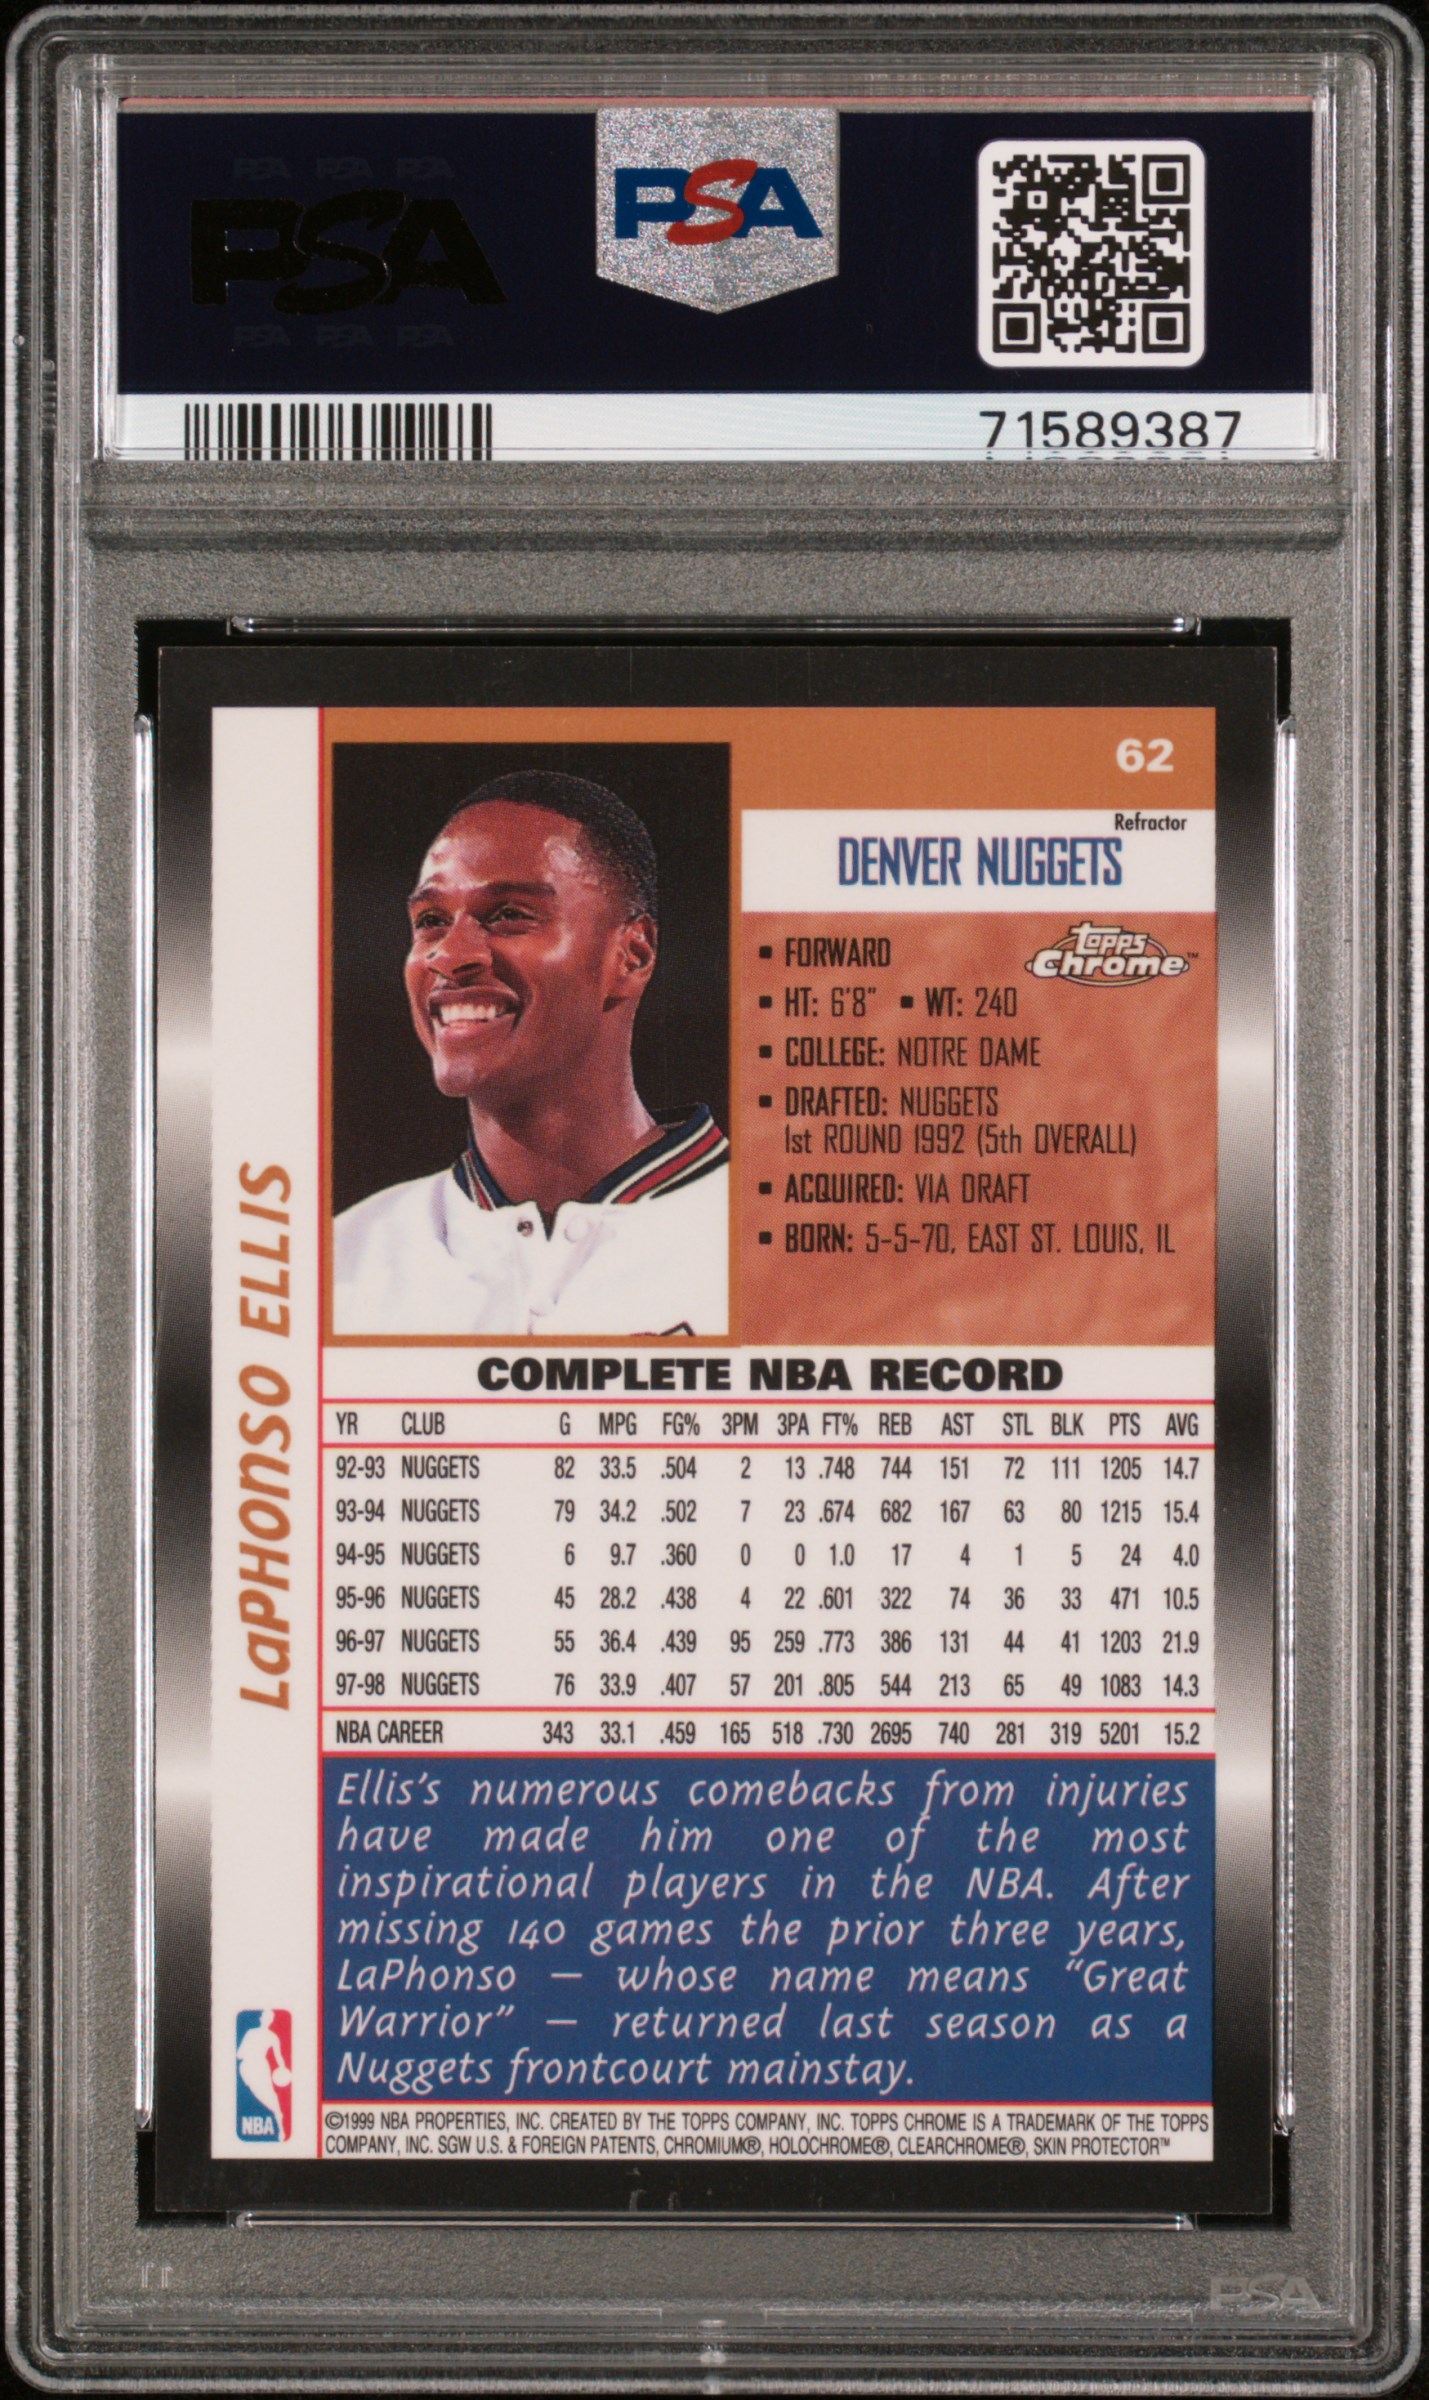 PSA PSA PSA
PSA
PSA PSA PSA
PSA
71589387
62
Refractor
DENVER NUGGETS
Topps Chrome™
▪ FORWARD
▪ HT: 6'8" ▪ WT: 240
▪ COLLEGE: NOTRE DAME
▪ DRAFTED: NUGGETS
1st ROUND 1992 (5th OVERALL)
▪ ACQUIRED: VIA DRAFT
▪ BORN: 5-5-70, EAST ST. LOUIS, IL
LaPHONSO ELLIS
COMPLETE NBA RECORD
YR CLUB G MPG FG% 3PM 3PA FT% REB AST STL BLK PTS AVG
92-93 NUGGETS 82 33.5 .504 2 13 .748 744 151 72 111 1205 14.7
93-94 NUGGETS 79 34.2 .502 7 23 .674 682 167 63 80 1215 15.4
94-95 NUGGETS 6 9.7 .360 0 0 1.0 17 4 1 5 24 4.0
95-96 NUGGETS 45 28.2 .438 4 22 .601 322 74 36 33 471 10.5
96-97 NUGGETS 55 36.4 .439 95 259 .773 386 131 44 41 1203 21.9
97-98 NUGGETS 76 33.9 .407 57 201 .805 544 213 65 49 1083 14.3
NBA CAREER 343 33.1 .459 165 518 .730 2695 740 281 319 5201 15.2
Ellis's numerous comebacks from injuries
have made him one of the most
inspirational players in the NBA. After
missing 140 games the prior three years,
LaPhonso — whose name means "Great
Warrior" — returned last season as a
Nuggets frontcourt mainstay.
NBA
©1999 NBA PROPERTIES, INC. CREATED BY THE TOPPS COMPANY, INC. TOPPS CHROME IS A TRADEMARK OF THE TOPPS
COMPANY, INC. SGW U.S. & FOREIGN PATENTS, CHROMIUM®, HOLOCHROME®, CLEARCHROME®, SKIN PROTECTOR™
PSA